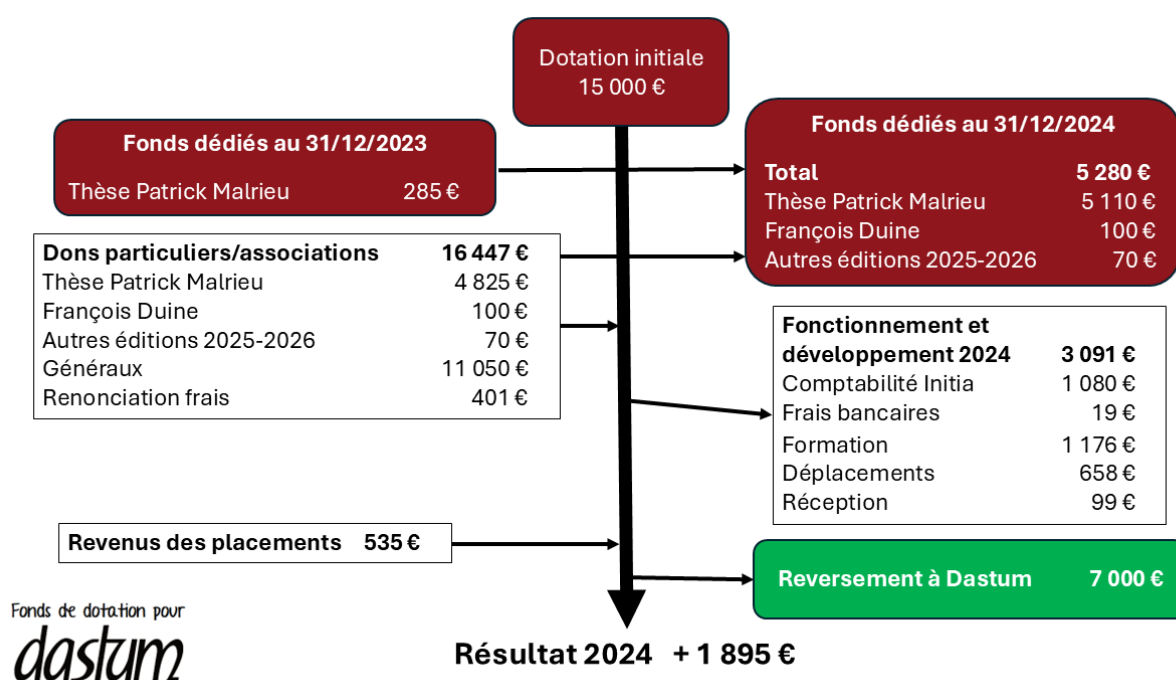 Dotation initiale
15 000 €
Fonds dédiés au 31/12/2023
Thèse Patrick Malrieu 285 €
Fonds dédiés au 31/12/2024
Total 5 280 €
Thèse Patrick Malrieu 5 110 €
François Duine 100 €
Autres éditions 2025-2026 70 €
Dons particuliers/associations 16 447 €
Thèse Patrick Malrieu 4 825 €
François Duine 100 €
Autres éditions 2025-2026 70 €
Généraux 11 050 €
Renonciation frais 401 €
Fonctionnement et
développement 2024 3 091 €
Comptabilité Initia 1 080 €
Frais bancaires 19 €
Formation 1 176 €
Déplacements 658 €
Réception 99 €
Revenus des placements 535 €
Reversement à Dastum 7 000 €
Fonds de dotation pour
dastum
Résultat 2024 + 1 895 €